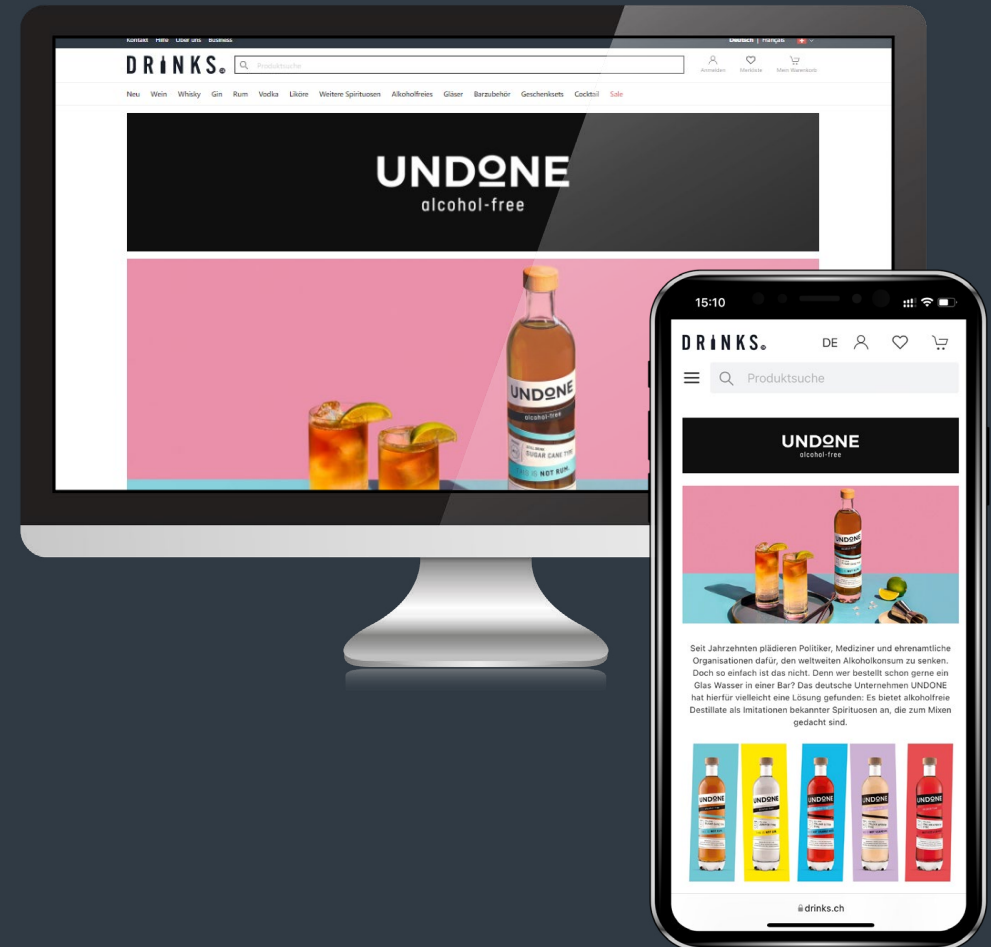 Kontakt Hilfe Über uns Business
Deutsch | Français
DRINKS.
Produktsuche
Anmelden Merkliste Mein Warenkorb
Neu Wein Whisky Gin Rum Vodka Liköre Weitere Spirituosen Alkoholfreies Gläser Barzubehör Geschenksets Cocktail Sale
UNDONE
alcohol-free
UNDONE
alcohol-free
SUGAR CANE TYPE
IS NOT RUM.
15:10
DRINKS.
DE
Produktsuche
UNDONE
alcohol-free
UNDONE
Seit Jahrzehnten plädieren Politiker, Mediziner und ehrenamtliche
Organisationen dafür, den weltweiten Alkoholkonsum zu senken.
Doch so einfach ist das nicht. Denn wer bestellt schon gerne ein
Glas Wasser in einer Bar? Das deutsche Unternehmen UNDONE
hat hierfür vielleicht eine Lösung gefunden: Es bietet alkoholfreie
Destillate als Imitationen bekannter Spirituosen an, die zum Mixen
gedacht sind.
UNDONE UNDONE UNDONE UNDONE UNDONE
drinks.ch